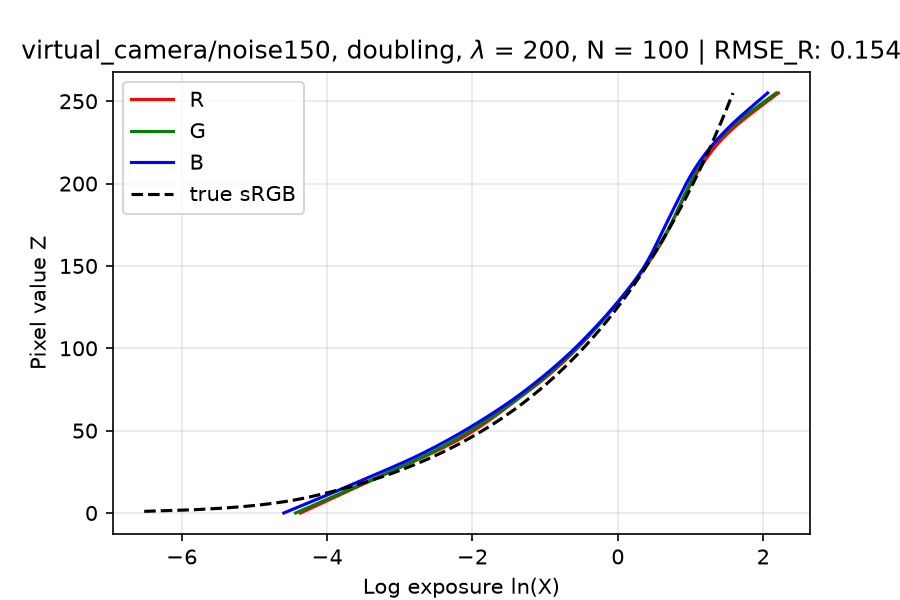 virtual_camera/noise150, doubling, λ = 200, N = 100 | RMSE_R: 0.154
R
G
B
true sRGB
Pixel value Z
250
200
150
100
50
0
−6
−4
−2
0
2
Log exposure ln(X)